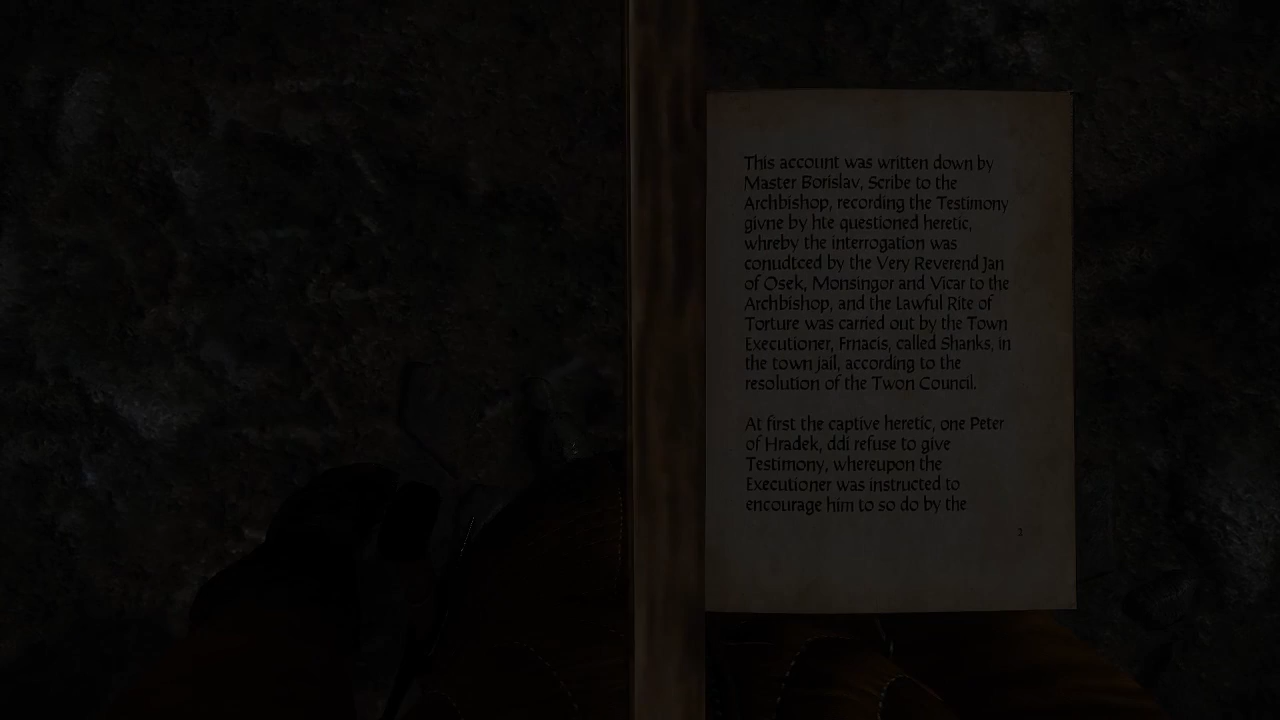 This account was written down by
Master Borislav, Scribe to the
Archbishop, recording the Testimony
givne by hte questioned heretic,
whreby the interrogation was
conudtced by the Very Reverend Jan
of Osek, Monsingor and Vicar to the
Archbishop, and the Lawful Rite of
Torture was carried out by the Town
Executioner, Frnacis, called Shanks, in
the town jail, according to the
resolution of the Twon Council.
At first the captive heretic, one Peter
of Hradek, ddi refuse to give
Testimony, whereupon the
Executioner was instructed to
encourage him to so do by the